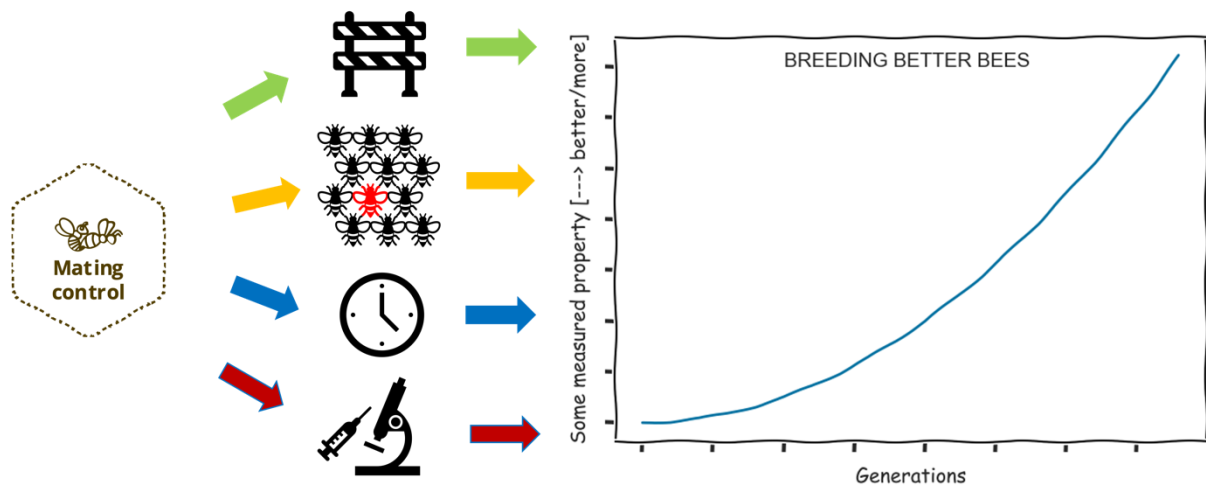 Mating
control
BREEDING BETTER BEES
Some measured property [---> better/more]
Generations